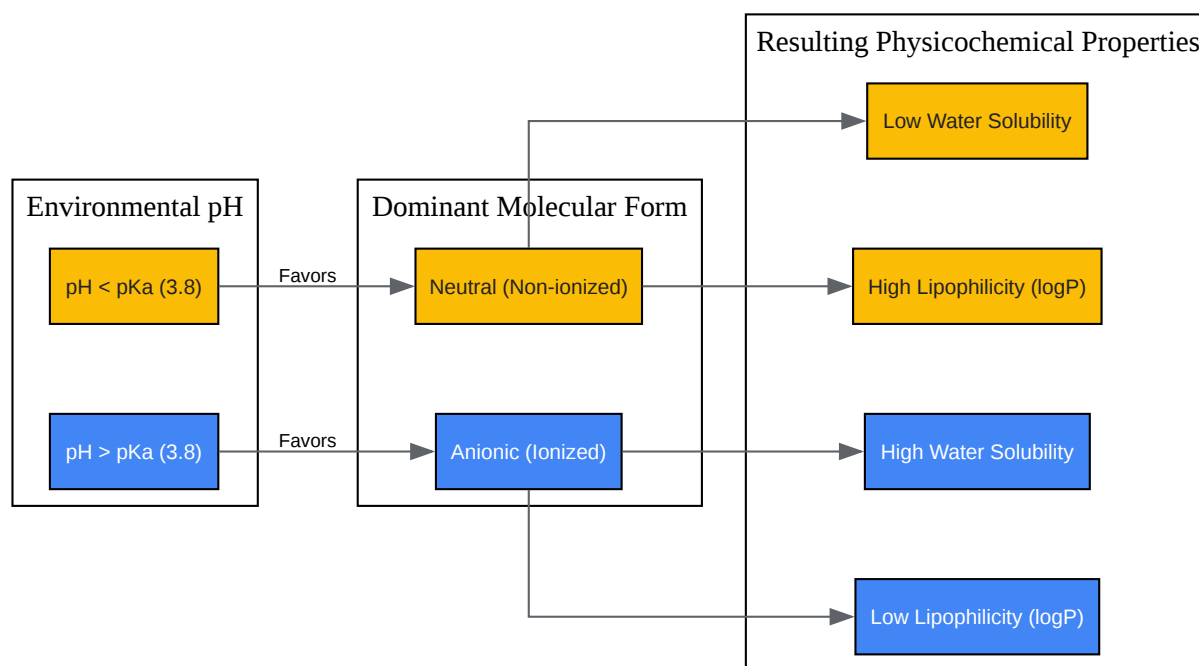 Resulting Physicochemical Properties
Low Water Solubility
Environmental pH
Dominant Molecular Form
pH < pKa (3.8)
Favors
Neutral (Non-ionized)
High Lipophilicity (logP)
pH > pKa (3.8)
Favors
Anionic (Ionized)
High Water Solubility
Low Lipophilicity (logP)